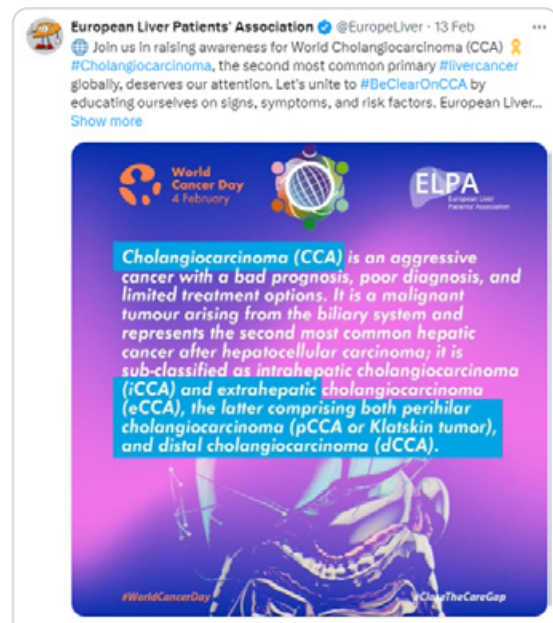 European Liver Patients' Association @EuropeLiver · 13 Feb
Join us in raising awareness for World Cholangiocarcinoma (CCA)
#Cholangiocarcinoma, the second most common primary #livercancer
globally, deserves our attention. Let's unite to #BeClearOnCCA by
educating ourselves on signs, symptoms, and risk factors. European Liver...
Show more
World
Cancer Day
4 February
ELPA
European Liver
Patients' Association
Cholangiocarcinoma (CCA) is an aggressive
cancer with a bad prognosis, poor diagnosis, and
limited treatment options. It is a malignant
tumour arising from the biliary system and
represents the second most common hepatic
cancer after hepatocellular carcinoma; it is
sub-classified as intrahepatic cholangiocarcinoma
(iCCA) and extrahepatic cholangiocarcinoma
(eCCA), the latter comprising both perihilar
cholangiocarcinoma (pCCA or Klatskin tumor),
and distal cholangiocarcinoma (dCCA).
#WorldCancerDay
#CloseTheCareGap